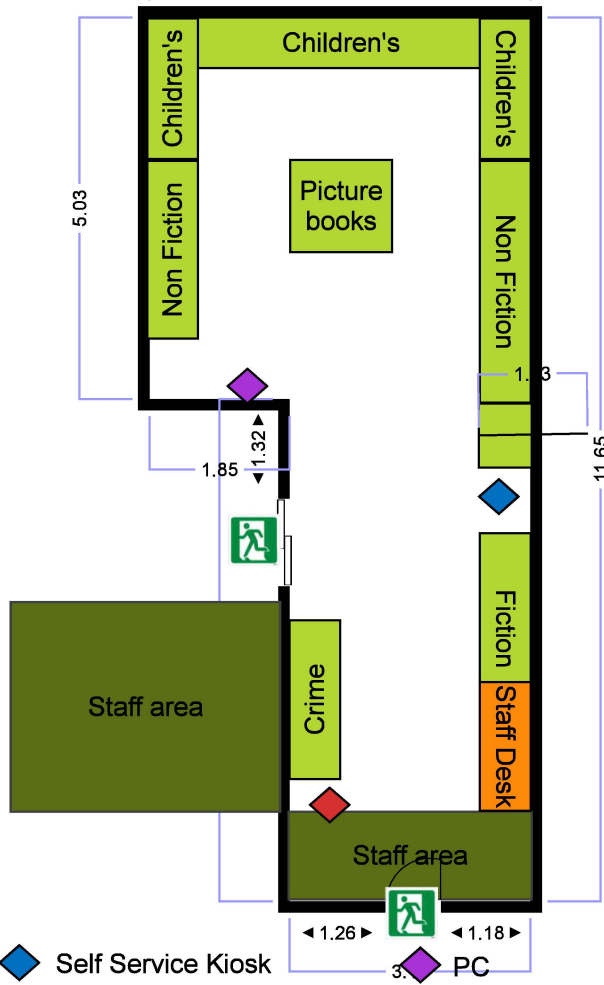 Children's
Children's
Children's
5.03
Non Fiction
Picture
books
Non Fiction
1.32
1.85
11.65
Fiction
Crime
Staff area
Staff Desk
Staff area
1.26
1.18
3.
Self Service Kiosk
PC